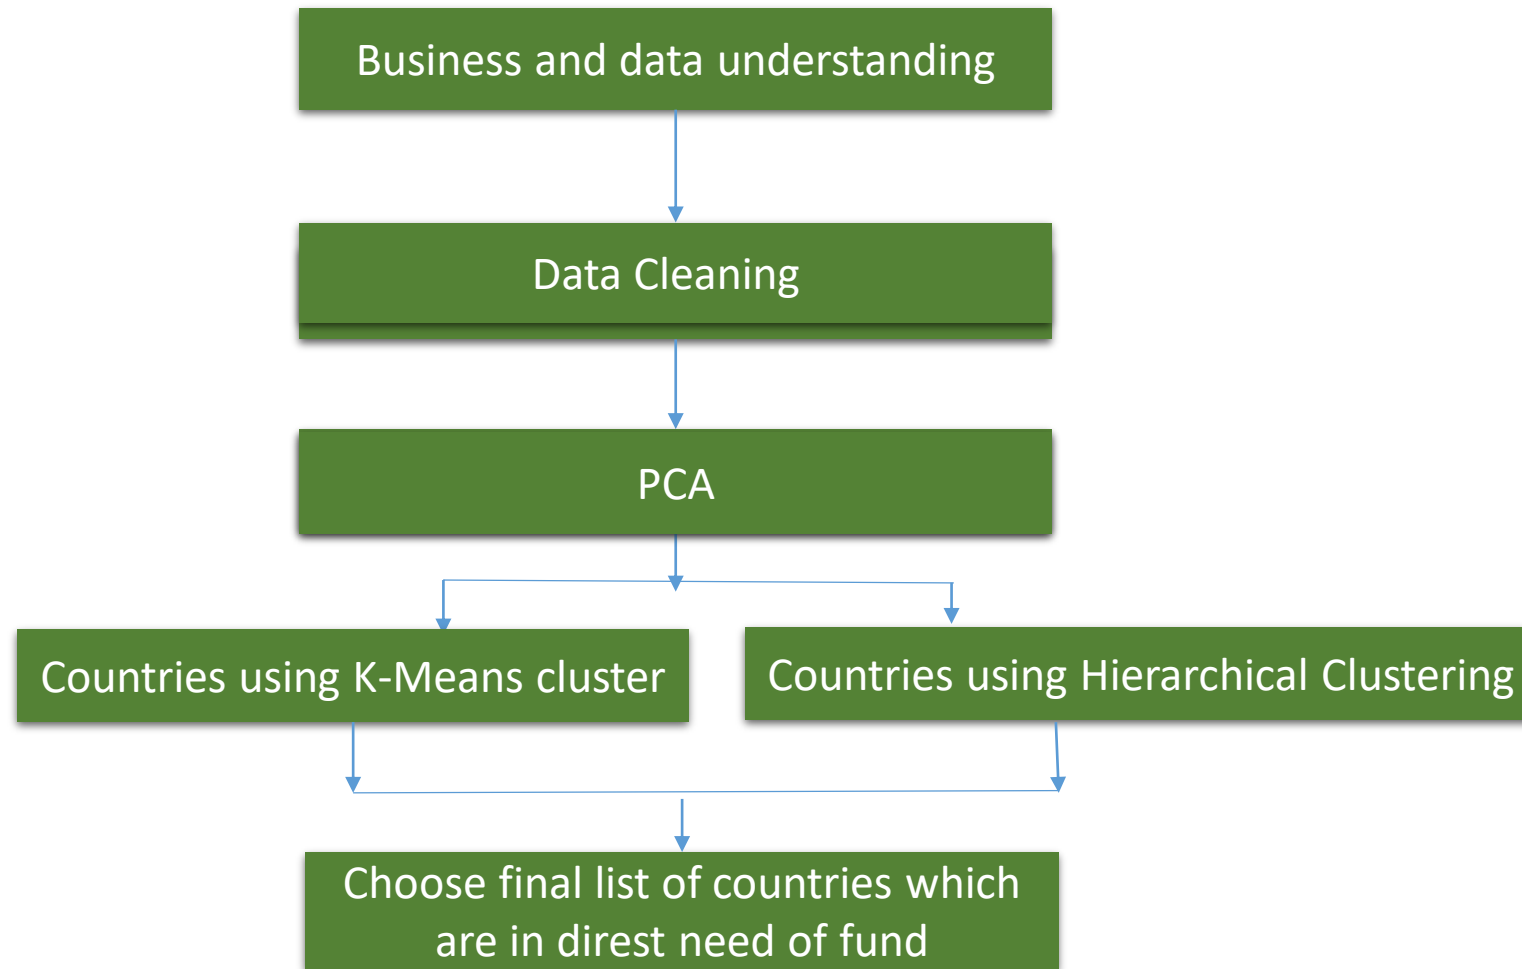 Business and data understanding
Data Cleaning
PCA
Countries using K-Means cluster
Countries using Hierarchical Clustering
Choose final list of countries which
are in direst need of fund